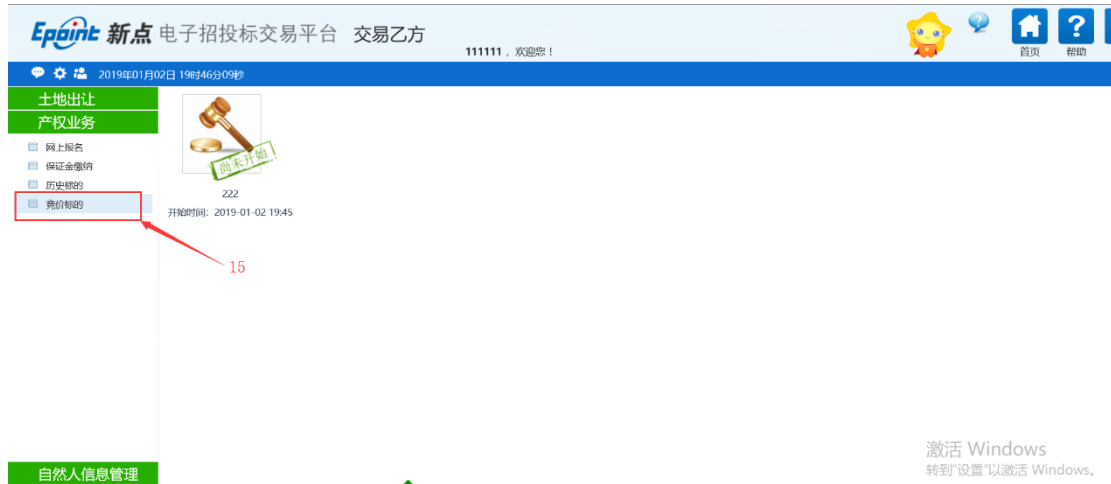 Epoint 新点 电子招投标交易平台 交易乙方
111111，欢迎您！
首页
帮助
2019年01月02日 19时46分09秒
土地出让
产权业务
网上报名
保证金缴纳
历史标的
竞价标的
尚未开始
222
开始时间：2019-01-02 19:45
15
自然人信息管理
激活 Windows
转到"设置"以激活 Windows。